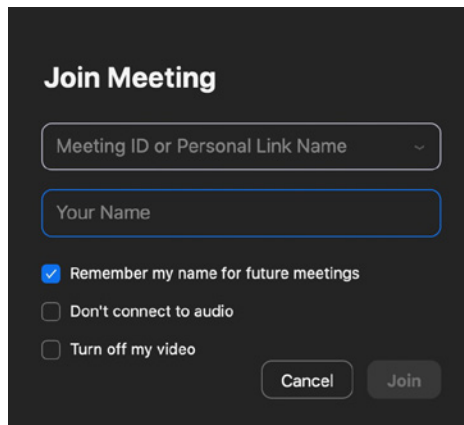 Join Meeting
Meeting ID or Personal Link Name
Your Name
Remember my name for future meetings
Don't connect to audio
Turn off my video
Cancel
Join